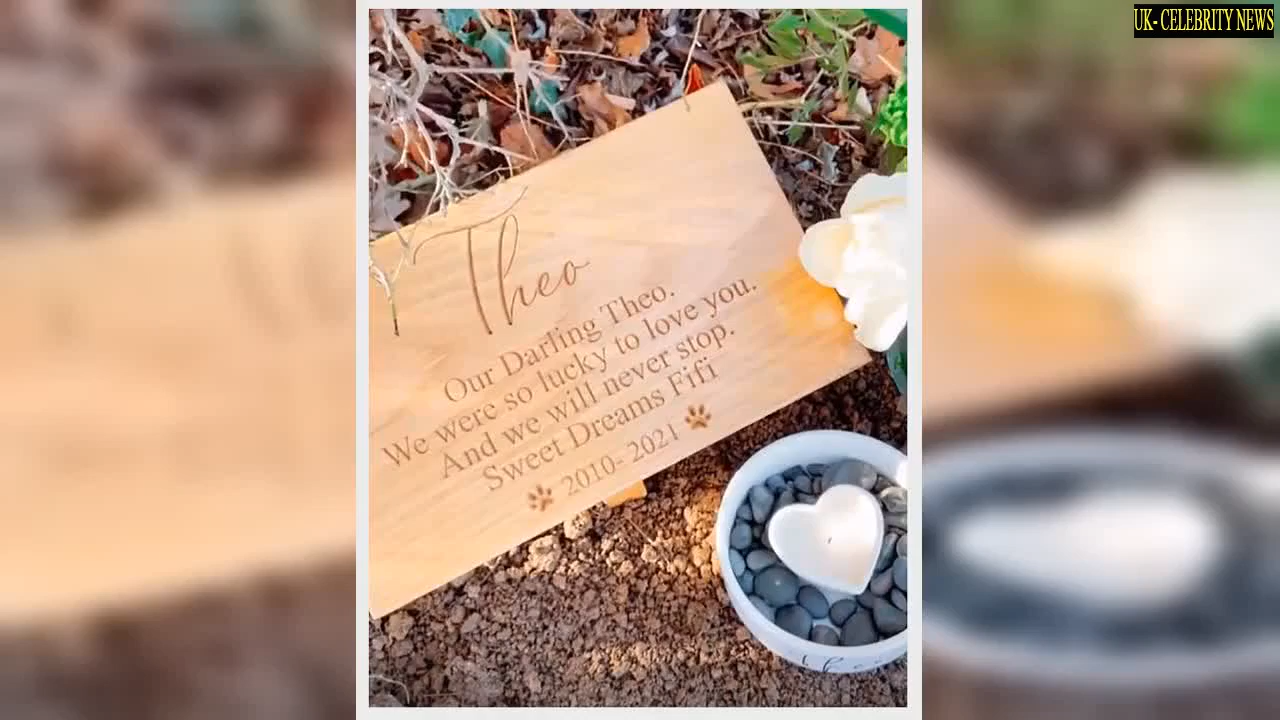 UK- CELEBRITY NEWS
Theo
Our Darling Theo.
We were so lucky to love you.
And we will never stop.
Sweet Dreams Fifi
2010- 2021
Theo